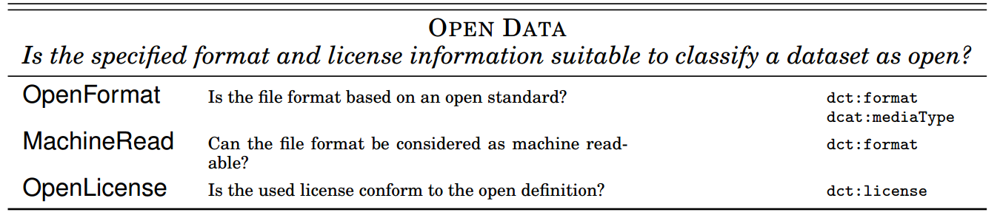 OPEN DATA
Is the specified format and license information suitable to classify a dataset as open?
OpenFormat Is the file format based on an open standard? dct:format
dcat:mediaType
MachineRead Can the file format be considered as machine read- dct:format
able?
OpenLicense Is the used license conform to the open definition? dct:license